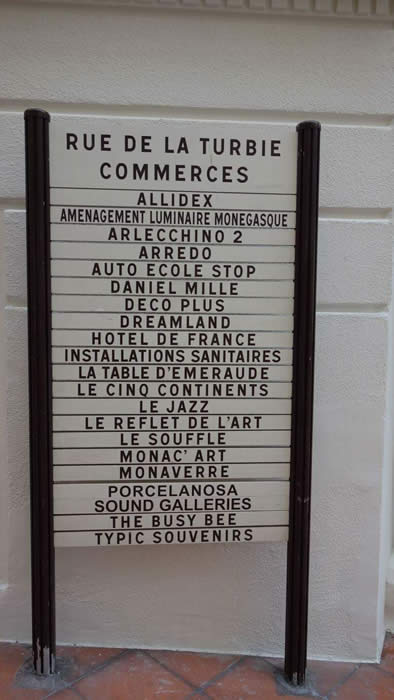 RUE DE LA TURBIE
COMMERCES
ALLIDEX
AMENAGEMENT LUMINAIRE MONEGASQUE
ARLECCHINO 2
ARREDO
AUTO ECOLE STOP
DANIEL MILLE
DECO PLUS
DREAMLAND
HOTEL DE FRANCE
INSTALLATIONS SANITAIRES
LA TABLE D'EMERAUDE
LE CINQ CONTINENTS
LE JAZZ
LE REFLET DE L'ART
LE SOUFFLE
MONAC' ART
MONAVERRE
PORCELANOSA
SOUND GALLERIES
THE BUSY BEE
TYPIC SOUVENIRS